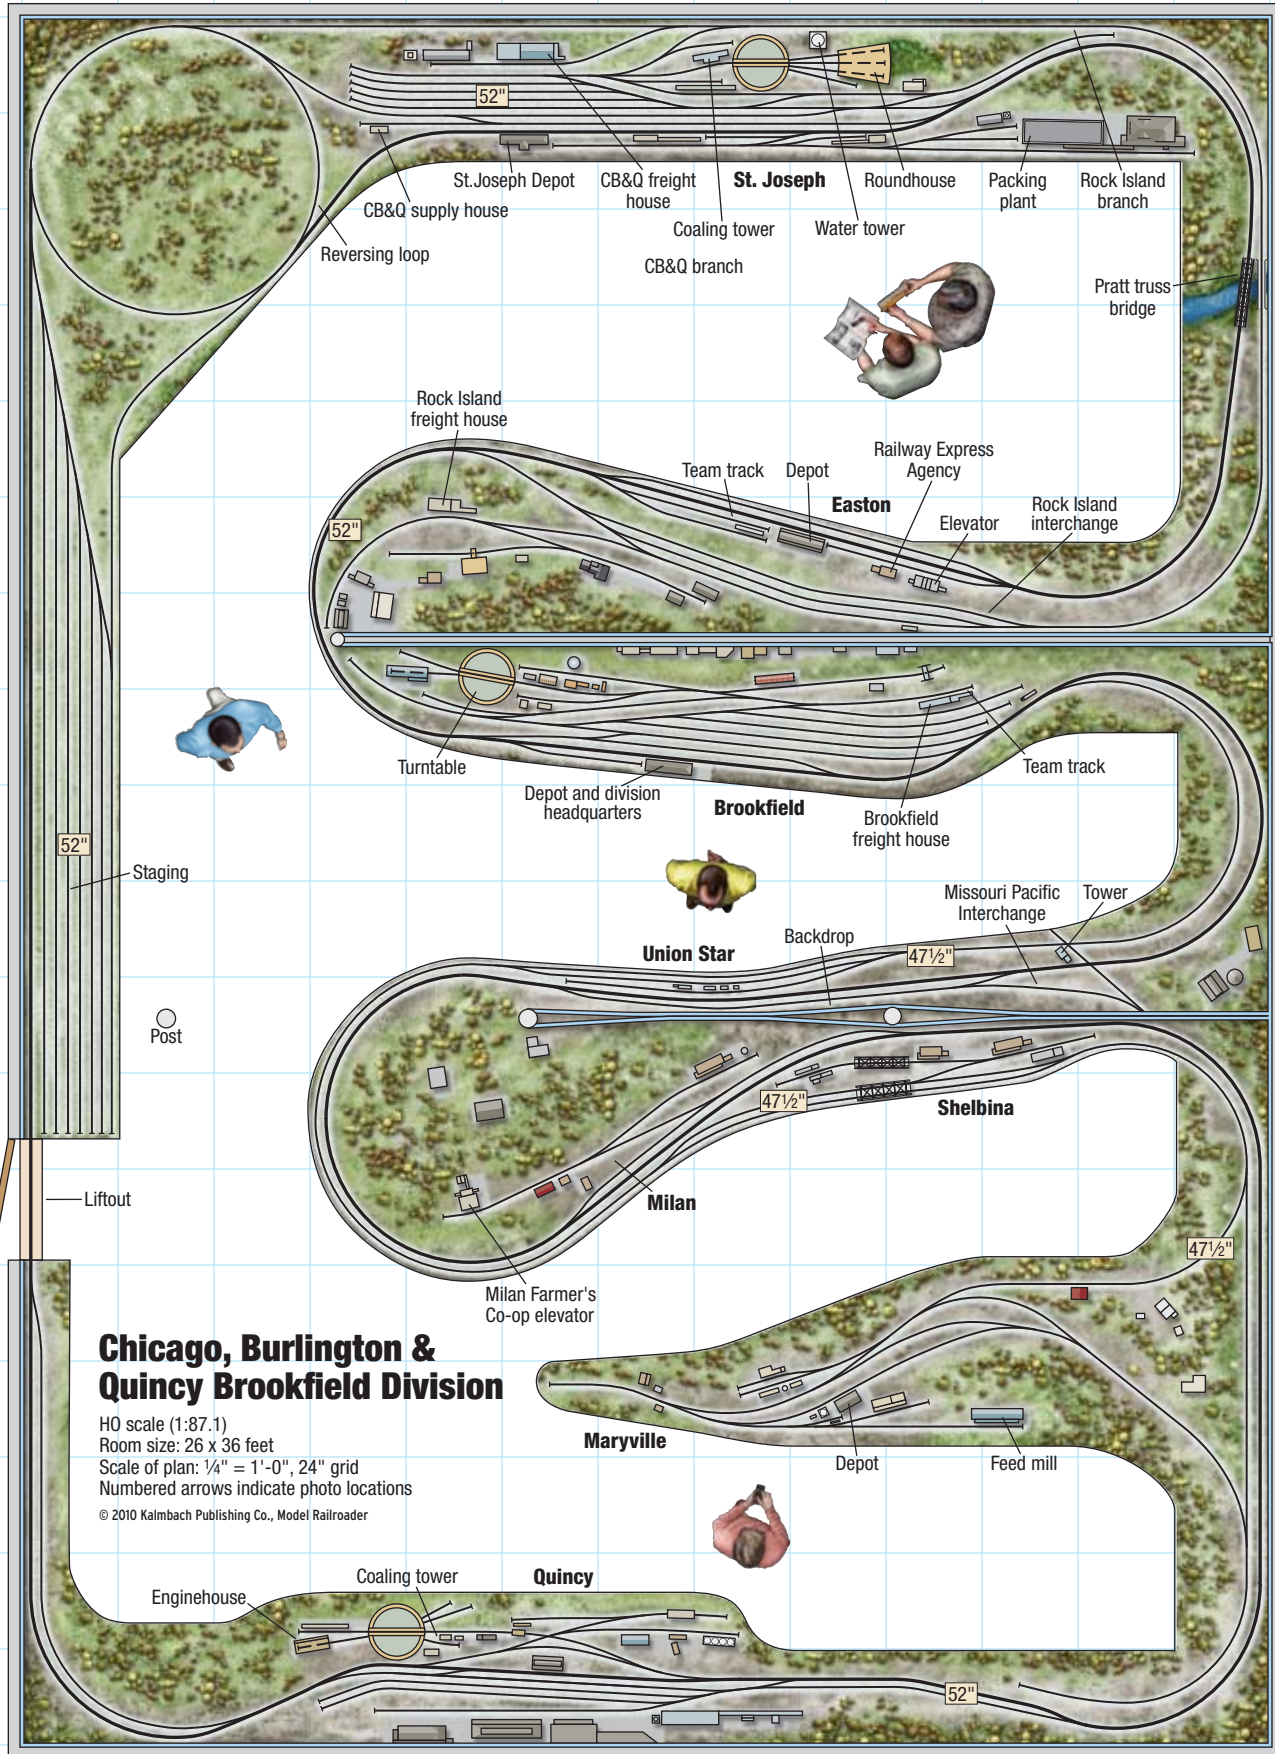 52"
St.Joseph Depot
CB&Q freight
house
St. Joseph
Roundhouse
Packing
plant
Rock Island
branch
CB&Q supply house
Coaling tower
Water tower
Reversing loop
CB&Q branch
Pratt truss
bridge
Rock Island
freight house
Railway Express
Agency
Team track
Depot
Easton
Elevator
Rock Island
interchange
52"
Turntable
Depot and division
headquarters
Brookfield
Brookfield
freight house
Team track
52"
Staging
Missouri Pacific
Interchange
Tower
Union Star
Backdrop
47½"
Post
47½"
Shelbina
Liftout
Milan
47½"
Milan Farmer's
Co-op elevator
Chicago, Burlington &
Quincy Brookfield Division
HO scale (1:87.1)
Room size: 26 x 36 feet
Scale of plan: ¼" = 1'-0", 24" grid
Numbered arrows indicate photo locations
© 2010 Kalmbach Publishing Co., Model Railroader
Maryville
Depot
Feed mill
Enginehouse
Coaling tower
Quincy
52"